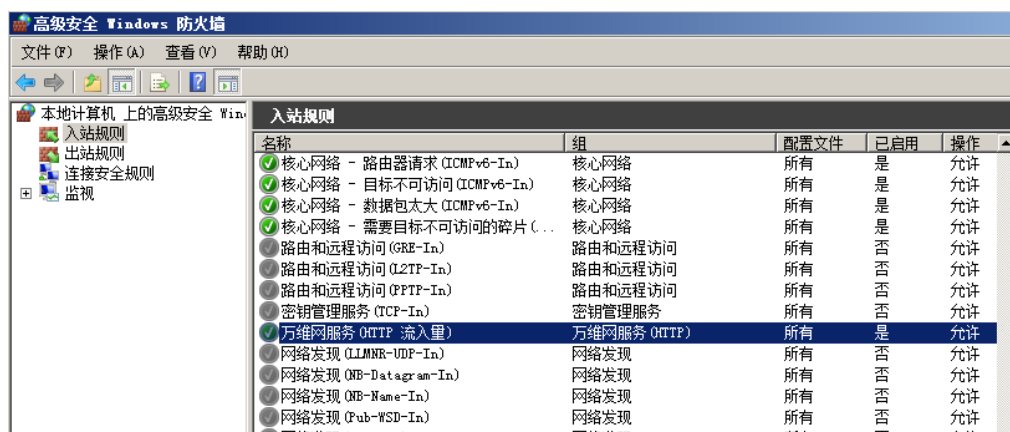 高级安全 Windows 防火墙
文件(F) 操作(A) 查看(V) 帮助(H)
本地计算机 上的高级安全 Win
入站规则
出站规则
连接安全规则
监视
入站规则
名称 组 配置文件 已启用 操作
核心网络 - 路由器请求(ICMPv6-In) 核心网络 所有 是 允许
核心网络 - 目标不可访问(ICMPv6-In) 核心网络 所有 是 允许
核心网络 - 数据包太大(ICMPv6-In) 核心网络 所有 是 允许
核心网络 - 需要目标不可访问的碎片(... 核心网络 所有 是 允许
路由和远程访问(GRE-In) 路由和远程访问 所有 否 允许
路由和远程访问(L2TP-In) 路由和远程访问 所有 否 允许
路由和远程访问(PPTP-In) 路由和远程访问 所有 否 允许
密钥管理服务(TCP-In) 密钥管理服务 所有 否 允许
万维网服务(HTTP 流入量) 万维网服务(HTTP) 所有 是 允许
网络发现(LLMNR-UDP-In) 网络发现 所有 否 允许
网络发现(NB-Datagram-In) 网络发现 所有 否 允许
网络发现(NB-Name-In) 网络发现 所有 否 允许
网络发现(Pub-WSD-In) 网络发现 所有 否 允许